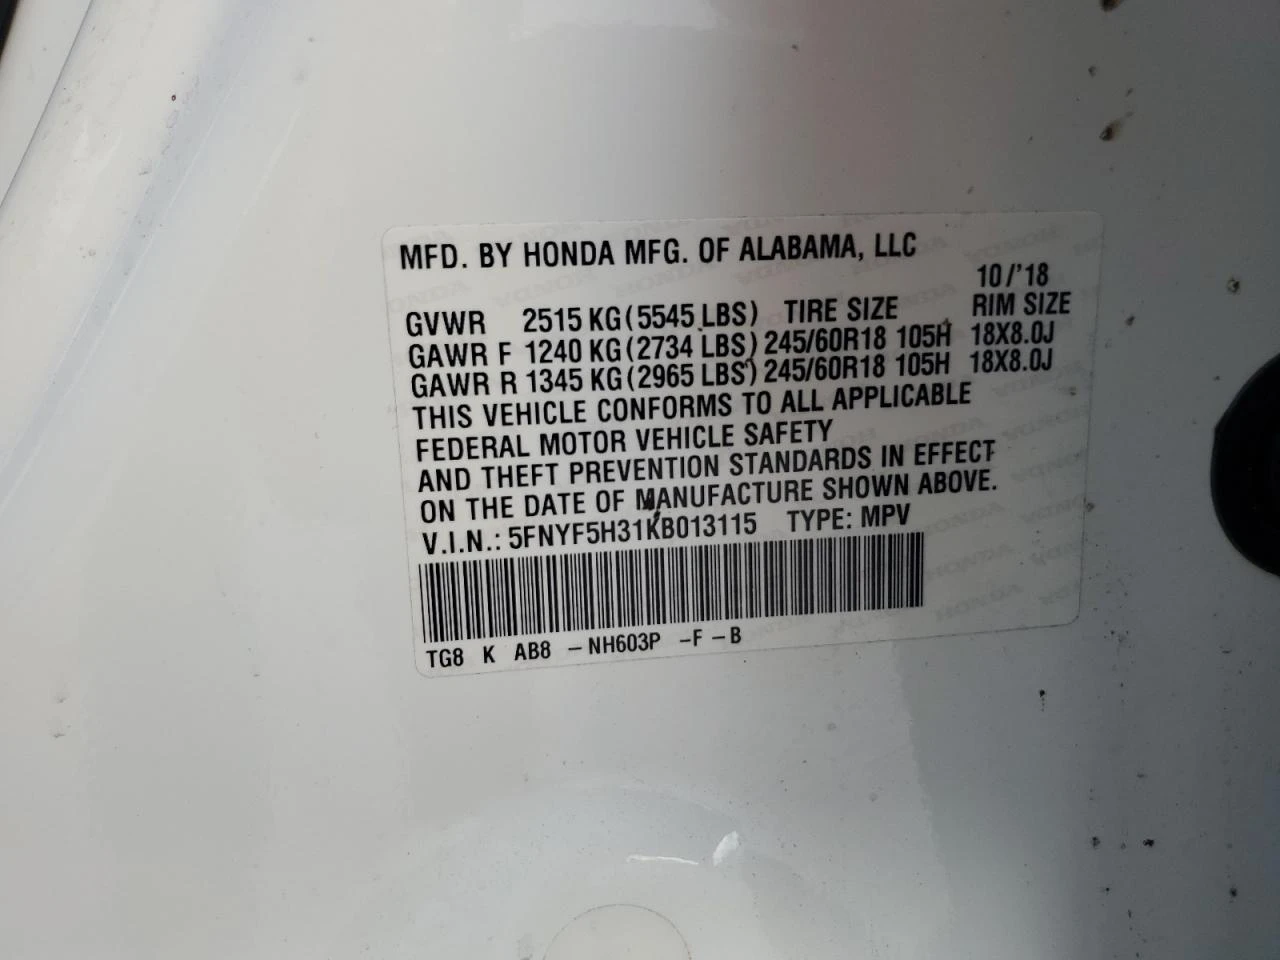 MFD. BY HONDA MFG. OF ALABAMA, LLC
10/'18
GVWR 2515 KG (5545 LBS) TIRE SIZE RIM SIZE
GAWR F 1240 KG (2734 LBS) 245/60R18 105H 18X8.0J
GAWR R 1345 KG (2965 LBS) 245/60R18 105H 18X8.0J
THIS VEHICLE CONFORMS TO ALL APPLICABLE
FEDERAL MOTOR VEHICLE SAFETY
AND THEFT PREVENTION STANDARDS IN EFFECT
ON THE DATE OF MANUFACTURE SHOWN ABOVE.
V.I.N.: 5FNYF5H31KB013115 TYPE: MPV
TG8 K AB8 - NH603P - F - B